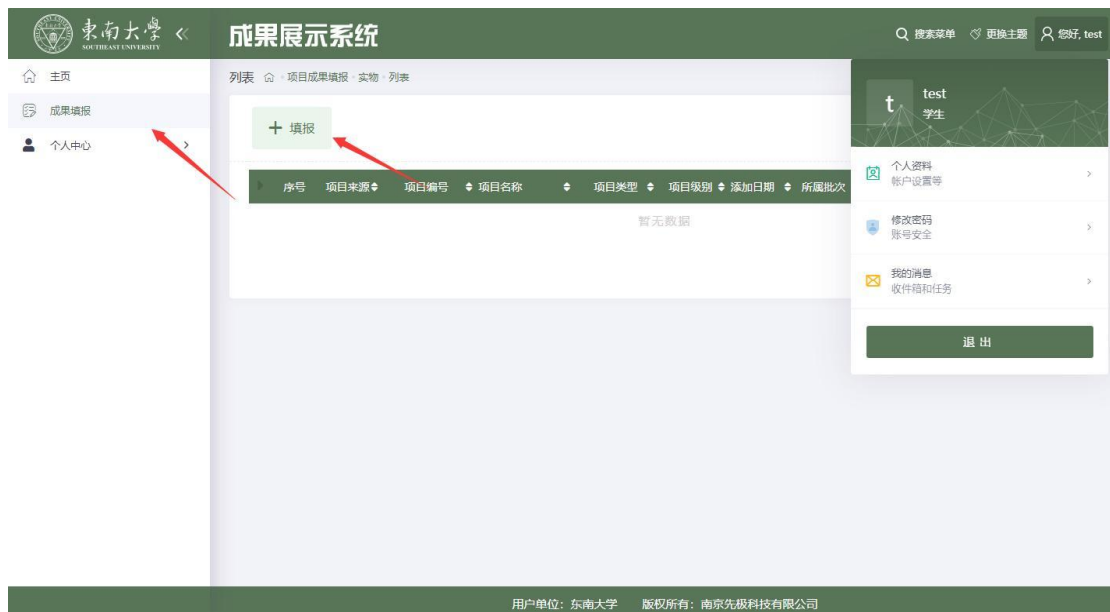 東南大學
SOUTHEAST UNIVERSITY
成果展示系统
搜索菜单 更换主题 您好, test
主页
成果填报
个人中心
列表 项目成果填报 - 实物 - 列表
+ 填报
序号 项目来源 项目编号 项目名称 项目类型 项目级别 添加日期 所属批次
暂无数据
t
test
学生
个人资料
帐户设置等
修改密码
账号安全
我的消息
收件箱和任务
退出
用户单位：东南大学 版权所有：南京先极科技有限公司